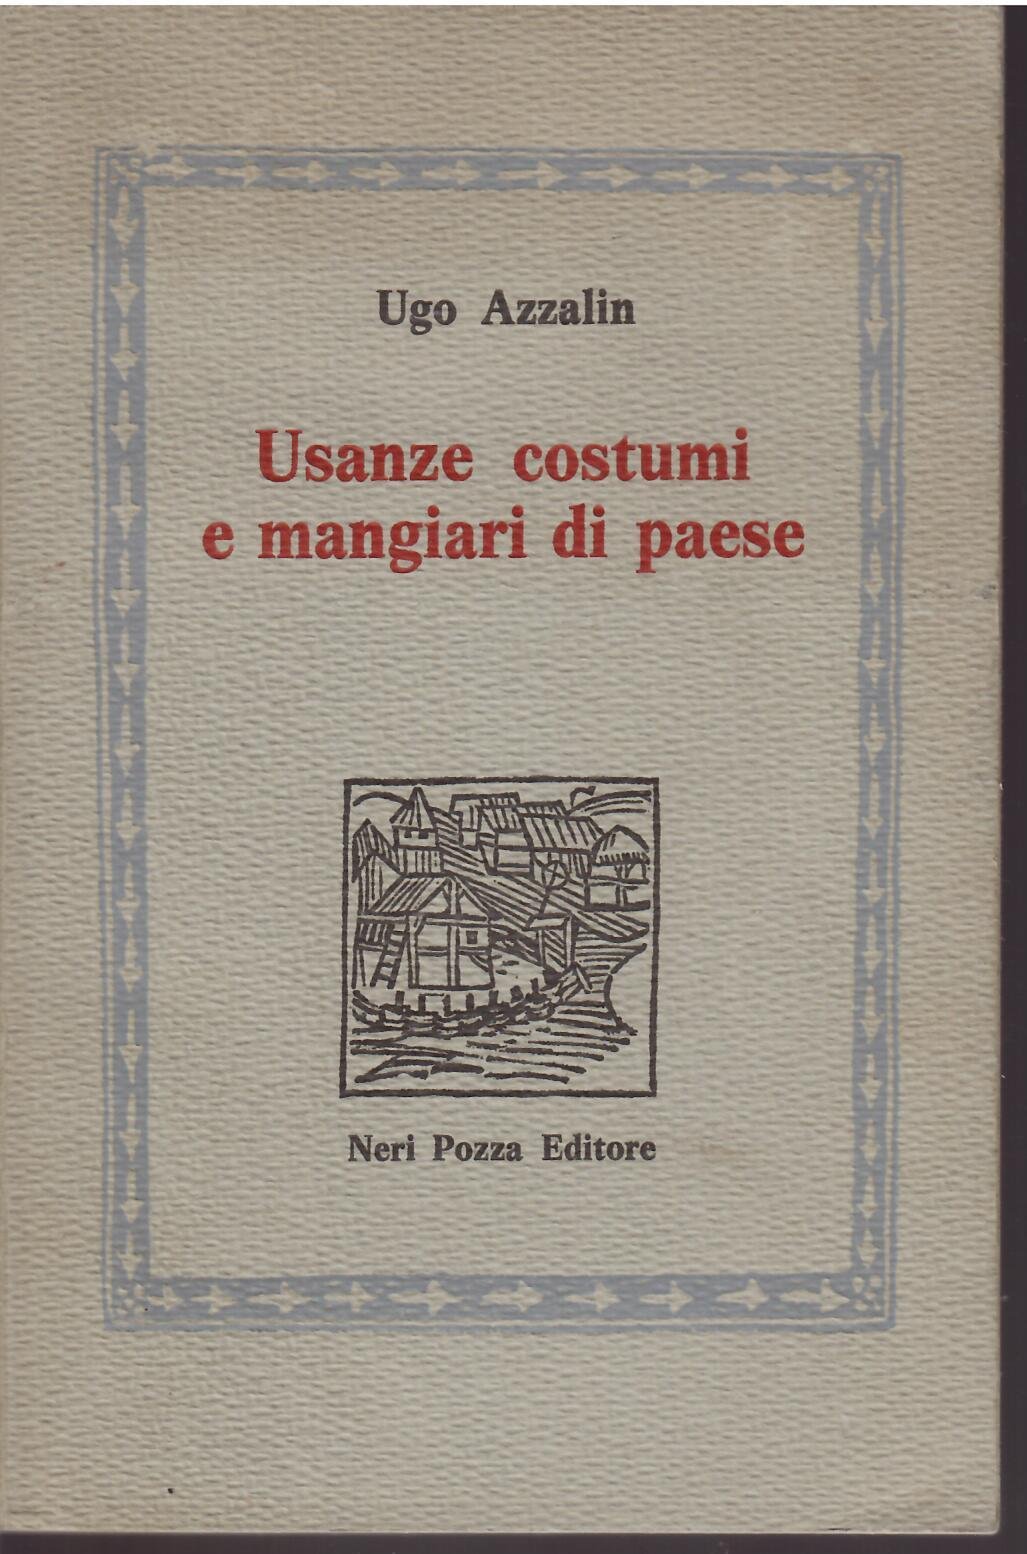 Ugo Azzalin
Usanze costumi
e mangiari di paese
Neri Pozza Editore